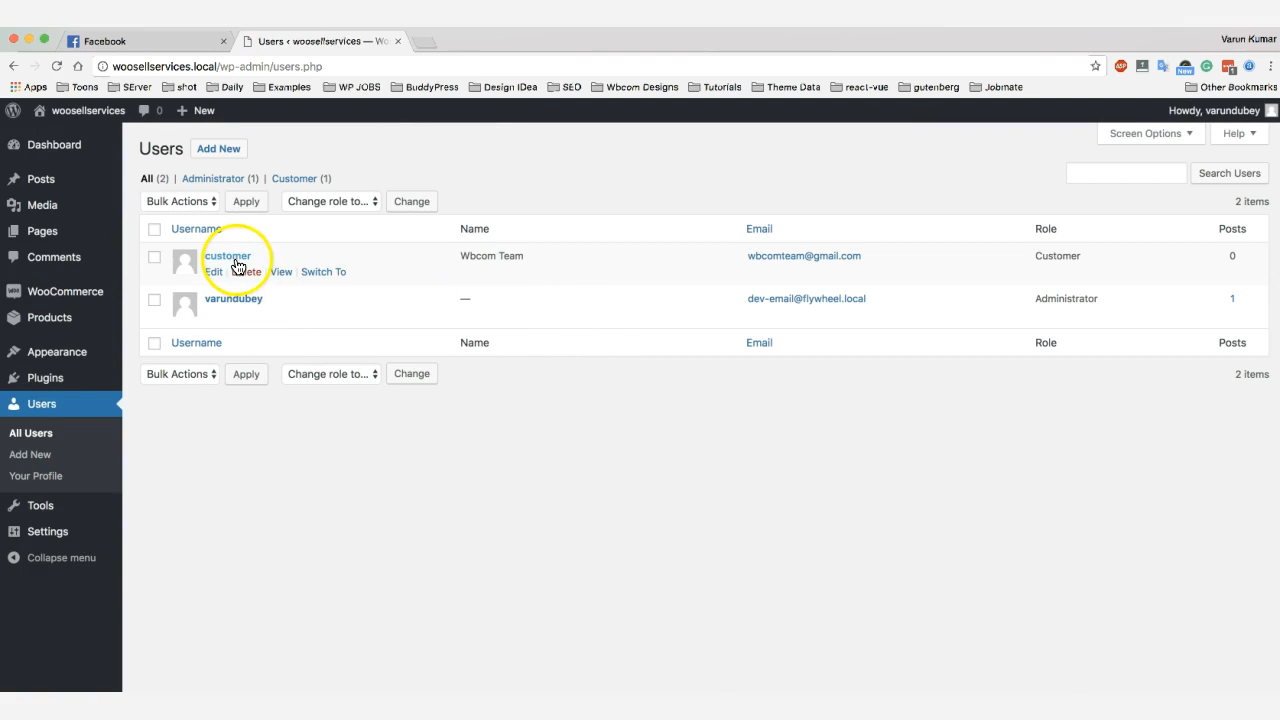 Facebook
Users ‹ woosellservices — Wo
Varun Kumar
woosellservices.local/wp-admin/users.php
ABP
New
1
Apps Toons SErver shot Daily Examples WP JOBS BuddyPress Design IDea SEO Wbcom Designs Tutorials Theme Data react-vue gutenberg Jobmate Other Bookmarks
woosellservices 0 New Howdy, varundubey
Screen Options Help
Dashboard
Posts
Media
Pages
Comments
WooCommerce
Products
Appearance
Plugins
Users
All Users
Add New
Your Profile
Tools
Settings
Collapse menu
Users Add New
All (2) | Administrator (1) | Customer (1)
Search Users
Bulk Actions Apply Change role to... Change 2 items
Username Name Email Role Posts
customer Wbcom Team wbcomteam@gmail.com Customer 0
Edit | Delete | View | Switch To
varundubey — dev-email@flywheel.local Administrator 1
Username Name Email Role Posts
Bulk Actions Apply Change role to... Change 2 items